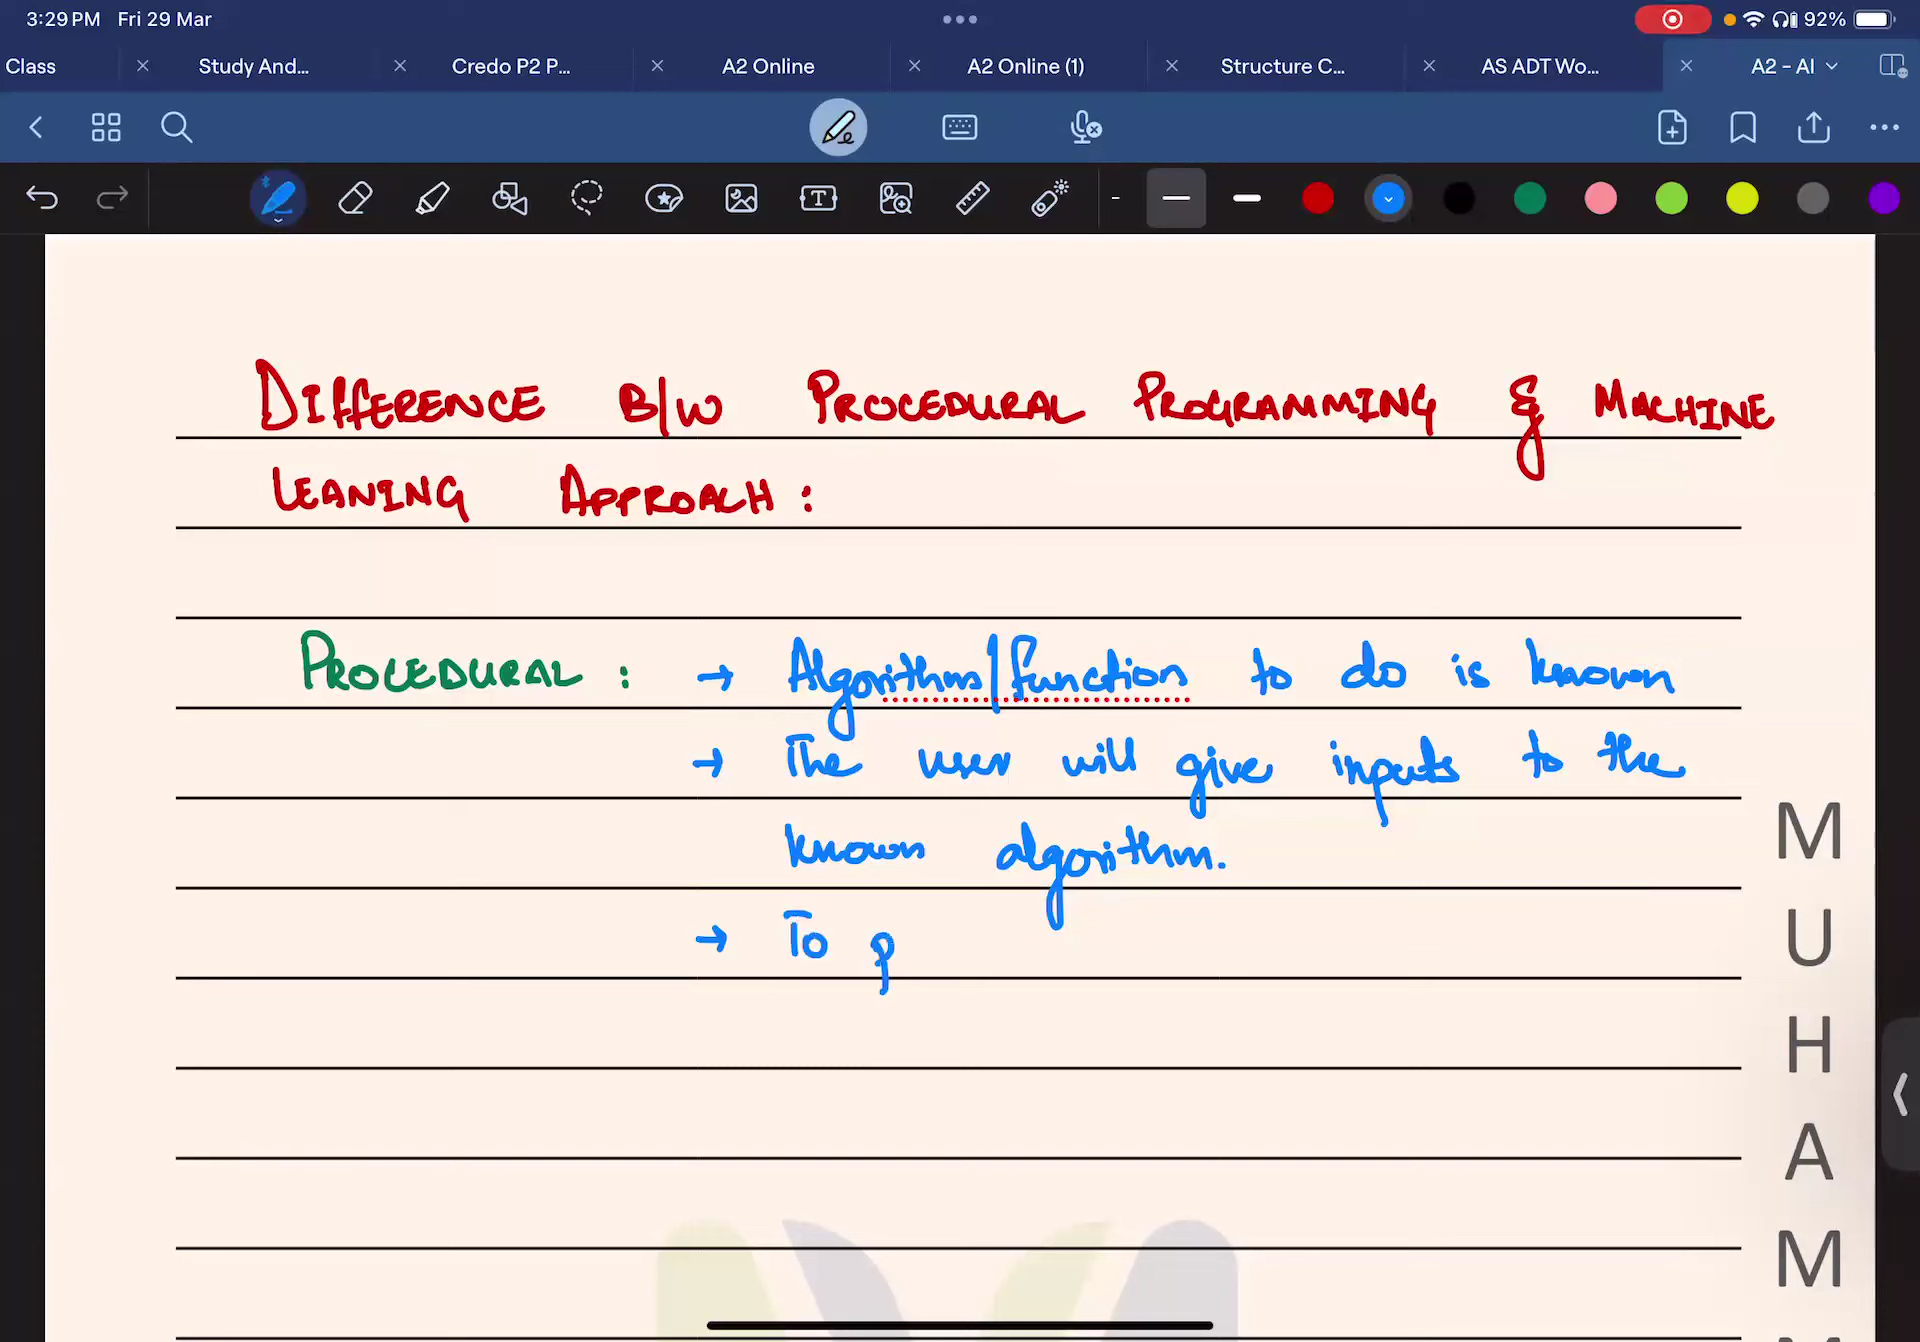 3:29 PM Fri 29 Mar
92%
Class
Study And...
Credo P2 P...
A2 Online
A2 Online (1)
Structure C...
AS ADT Wo...
A2 - AI
DIFFERENCE B/W PROCEDURAL PROGRAMMING & MACHINE
LEANING APPROACH :
PROCEDURAL : → Algorithm/function to do is known
→ The user will give inputs to the
known algorithm.
→ To p
M
U
H
A
M